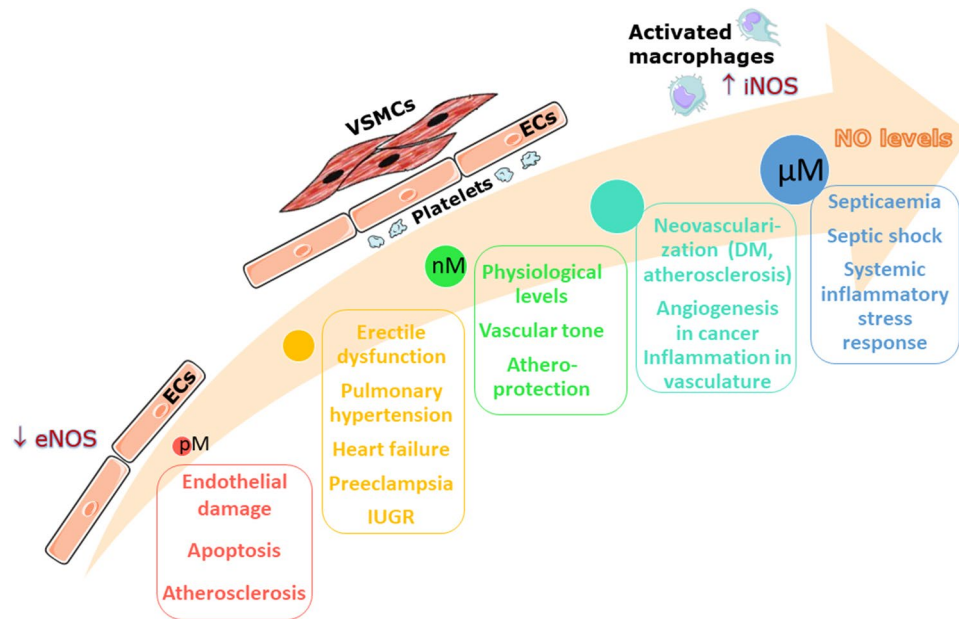 Activated
macrophages
↑ iNOS
VSMCs
ECs
Platelets
NO levels
µM
Septicaemia
Septic shock
Systemic
inflammatory
stress
response
Neovasculari-
zation (DM,
atherosclerosis)
Angiogenesis
in cancer
Inflammation in
vasculature
nM
Physiological
levels
Vascular tone
Athero-
protection
Erectile
dysfunction
Pulmonary
hypertension
Heart failure
Preeclampsia
IUGR
ECs
↓ eNOS
pM
Endothelial
damage
Apoptosis
Atherosclerosis